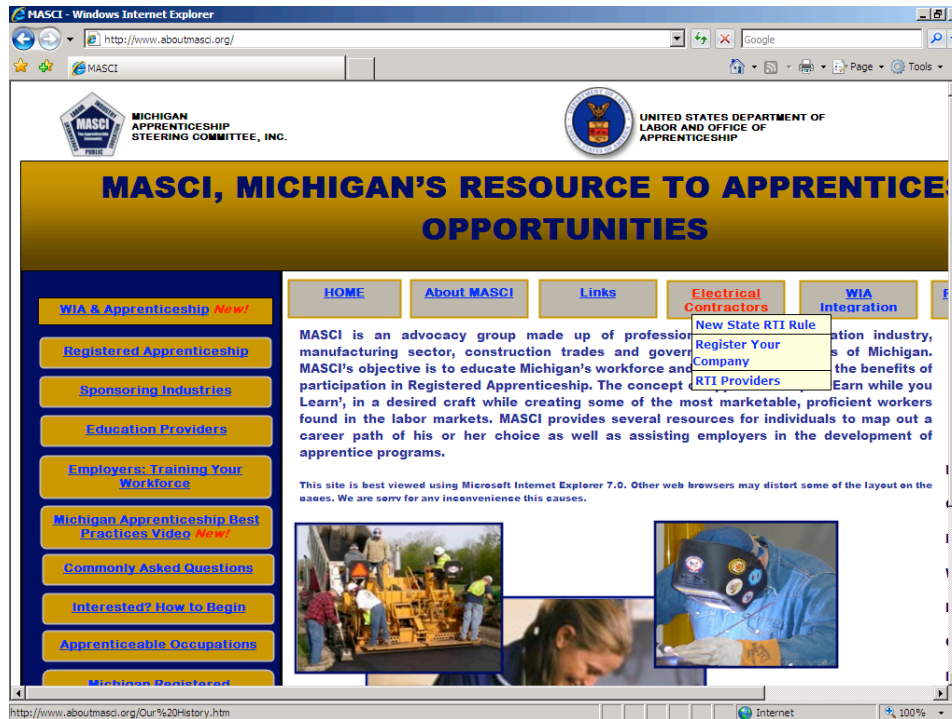 MASCI - Windows Internet Explorer
http://www.aboutmasci.org/
Google
MASCI
Page
Tools
MASCI
PUBLIC
MICHIGAN
APPRENTICESHIP
STEERING COMMITTEE, INC.
UNITED STATES DEPARTMENT OF
LABOR AND OFFICE OF
APPRENTICESHIP
MASCI, MICHIGAN'S RESOURCE TO APPRENTICES
OPPORTUNITIES
WIA & Apprenticeship New!
Registered Apprenticeship
Sponsoring Industries
Education Providers
Employers: Training Your
Workforce
Michigan Apprenticeship Best
Practices Video New!
Commonly Asked Questions
Interested? How to Begin
Apprenticeable Occupations
Michigan Registered
HOME
About MASCI
Links
Electrical
Contractors
WIA
Integration
New State RTI Rule
Register Your
Company
RTI Providers
MASCI is an advocacy group made up of ation industry,
manufacturing sector, construction trades and s of Michigan.
MASCI's objective is to educate Michigan's workforce and the benefits of
participation in Registered Apprenticeship. The concept Earn while you
Learn', in a desired craft while creating some of the most marketable, proficient workers
found in the labor markets. MASCI provides several resources for individuals to map out a
career path of his or her choice as well as assisting employers in the development of
apprentice programs.
This site is best viewed using Microsoft Internet Explorer 7.0. Other web browsers may distort some of the layout on the
pages. We are sorry for any inconvenience this causes.
http://www.aboutmasci.org/Our%20History.htm
Internet
100%